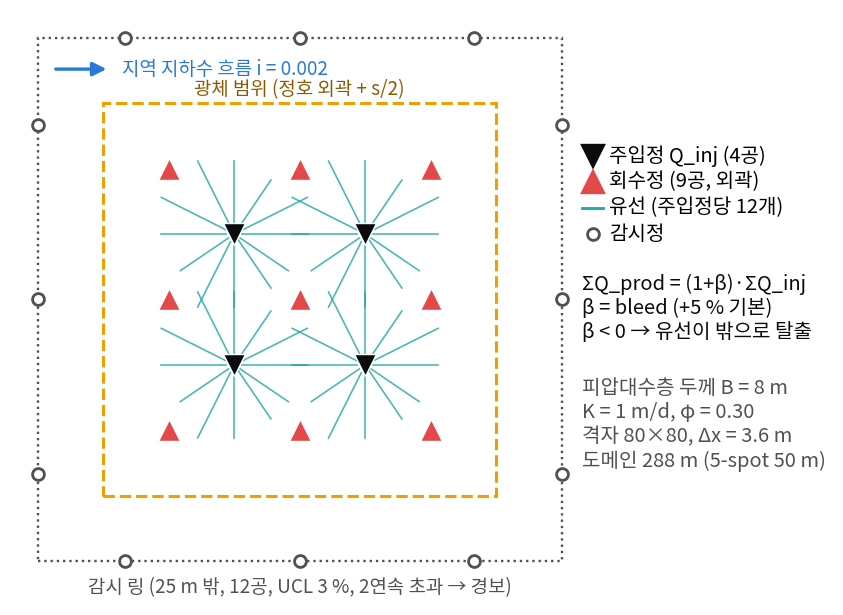 지역 지하수 흐름 i = 0.002
광체 범위 (정호 외곽 + s/2)
주입정 Q_inj (4공)
회수정 (9공, 외곽)
유선 (주입정당 12개)
감시정
ΣQ_prod = (1+β)·ΣQ_inj
β = bleed (+5 % 기본)
β < 0 → 유선이 밖으로 탈출
피압대수층 두께 B = 8 m
K = 1 m/d, ϕ = 0.30
격자 80×80, Δx = 3.6 m
도메인 288 m (5-spot 50 m)
감시 링 (25 m 밖, 12공, UCL 3 %, 2연속 초과 → 경보)